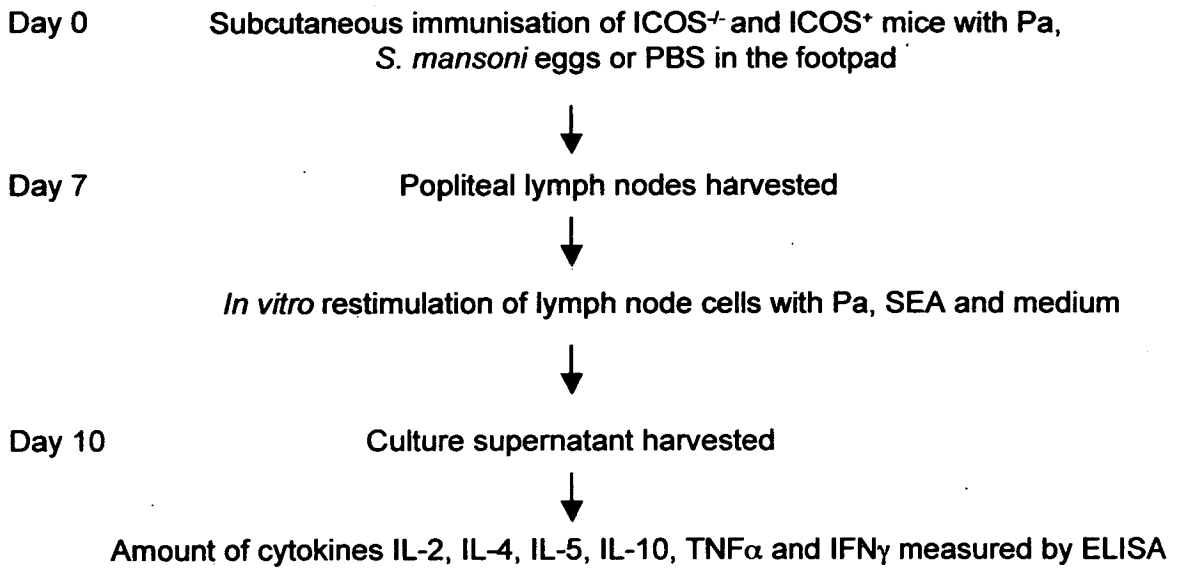 Day 0 Subcutaneous immunisation of ICOS-/- and ICOS+ mice with Pa,
S. mansoni eggs or PBS in the footpad
Day 7 Popliteal lymph nodes harvested
In vitro restimulation of lymph node cells with Pa, SEA and medium
Day 10 Culture supernatant harvested
Amount of cytokines IL-2, IL-4, IL-5, IL-10, TNFα and IFNγ measured by ELISA